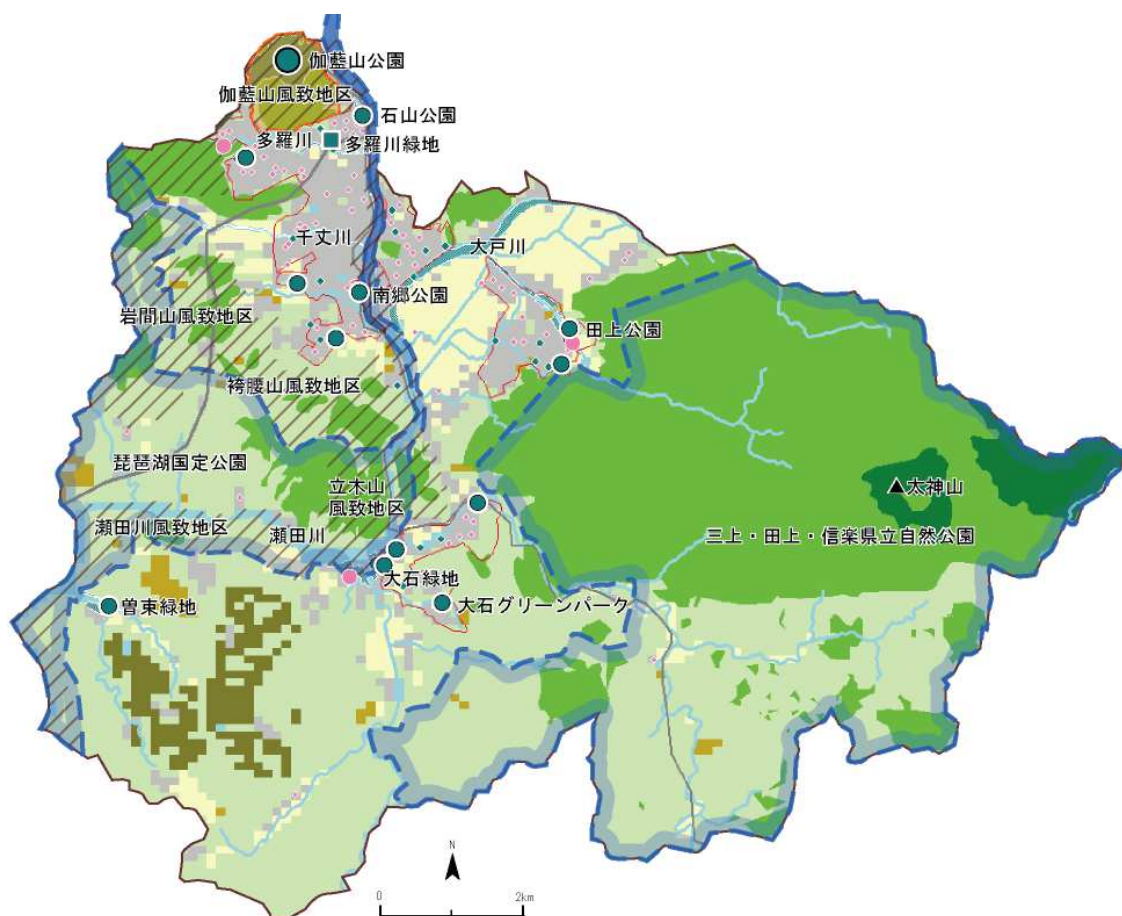 伽藍山公園
伽藍山風致地区
石山公園
多羅川
多羅川緑地
千丈川
大戸川
南郷公園
岩間山風致地区
田上公園
袴腰山風致地区
琵琶湖国定公園
立木山
風致地区
太神山
瀬田川風致地区
瀬田川
三上・田上・信楽県立自然公園
大石緑地
曽東緑地
大石グリーンパーク
N
0
2km